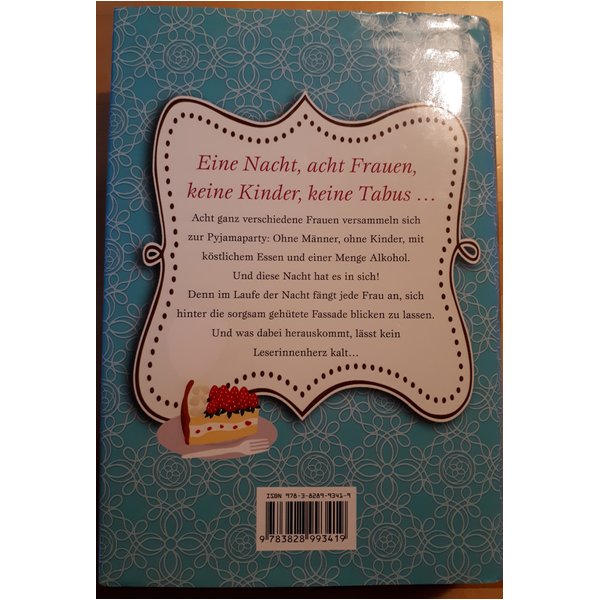 Eine Nacht, acht Frauen,
keine Kinder, keine Tabus ...
Acht ganz verschiedene Frauen versammeln sich
zur Pyjamaparty: Ohne Männer, ohne Kinder, mit
köstlichem Essen und einer Menge Alkohol.
Und diese Nacht hat es in sich!
Denn im Laufe der Nacht fängt jede Frau an, sich
hinter die sorgsam gehütete Fassade blicken zu lassen.
Und was dabei herauskommt, lässt kein
Leserinnenherz kalt...
ISBN 978-3-8289-9341-9
9 783828 993419